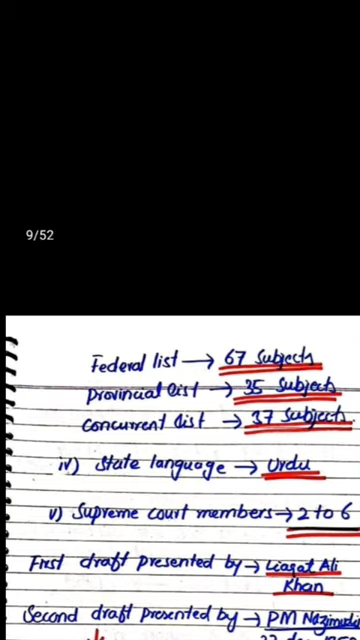 9/52
Federal list → 67 Subjects
Provincial list → 35 Subjects
Concurrent list → 37 Subjects
iv) State language → Urdu
v) Supreme court members → 2 to 6
First draft presented by → Liaqat Ali
Khan
Second draft presented by → PM